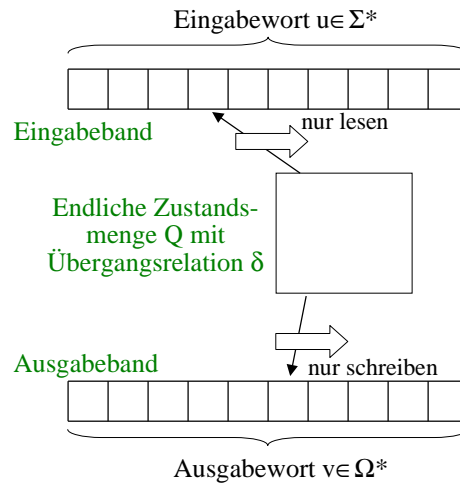 Eingabewort u∈Σ*
Eingabeband
nur lesen
Endliche Zustands-
menge Q mit
Übergangsrelation δ
Ausgabeband
nur schreiben
Ausgabewort v∈Ω*